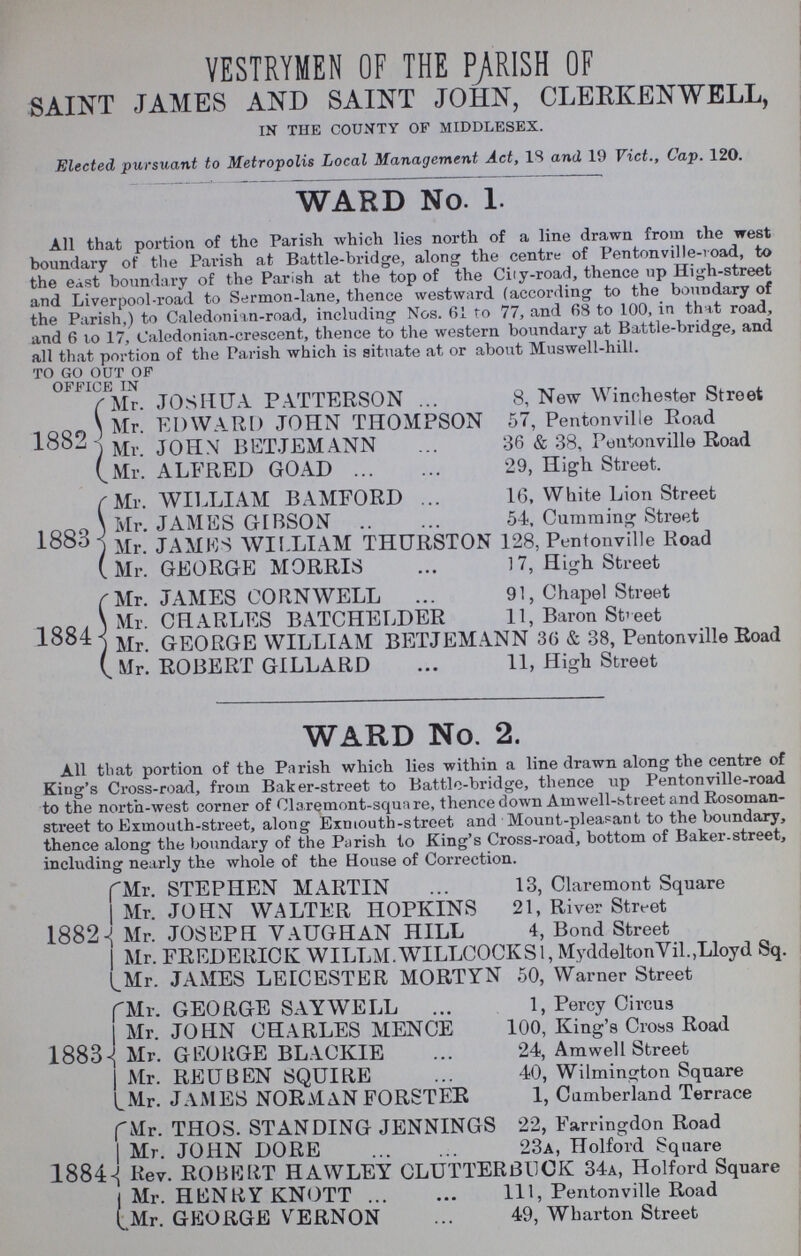 VESTRYMEN OF THE PARISH OF
SAINT JAMES AND SAINT JOHN, CLERKENWELL,
IN THE COUNTY OF MIDDLESEX.
Elected pursuant to Metropolis Local Management Act, 18 and 19 Vict., Cap. 120.
WARD No. 1.
All that portion of the Parish which lies north of a line drawn from the west
boundary of the Parish at Battle-bridge, along the centre of Pentonville-road, to
the east boundary of the Parish at the top of the City-road, thence up High-street
and Liverpool-road to Sermon-lane, thence westward (according to the boundary of
the Parish,) to Caledonian-road, including Nos. 61 to 77, and 68 to 100, in that road,
and 6 to 17, Caledonian-crescent, thence to the western boundary at Battle-bridge, and
all that portion of the Parish which is situate at or about Muswell-hill.
TO GO OUT OF
OFFICE IN
1882
Mr. JOSHUA PATTERSON ... 8, New Winchester Street
Mr. EDWARD JOHN THOMPSON 57, Pentonville Road
Mr. JOHN BETJEMANN ... 36 & 38, Pentonville Road
Mr. ALFRED GOAD ... ... 29, High Street.
1883
Mr. WILLIAM BAMFORD ... 16, White Lion Street
Mr. JAMES GIBSON .. ... 54, Cumming Street
Mr. JAMES WILLIAM THURSTON 128, Pentonville Road
Mr. GEORGE MORRIS ... 17, High Street
1884
Mr. JAMES CORNWELL ... 91, Chapel Street
Mr. CHARLES BATCHELDER 11, Baron Street
Mr. GEORGE WILLIAM BETJEMANN 36 & 38, Pentonville Road
Mr. ROBERT GILLARD ... 11, High Street
WARD No. 2.
All that portion of the Parish which lies within a line drawn along the centre of
King's Cross-road, from Baker-street to Battle-bridge, thence up Pentonville-road
to the north-west corner of Claremont-square, thence down Amwell-street and Rosoman-
street to Exmouth-street, along Exmouth-street and Mount-pleasant to the boundary,
thence along the boundary of the Parish to King's Cross-road, bottom of Baker-street,
including nearly the whole of the House of Correction.
1882
Mr. STEPHEN MARTIN ... 13, Claremont Square
Mr. JOHN WALTER HOPKINS 21, River Street
Mr. JOSEPH VAUGHAN HILL 4, Bond Street
Mr. FREDERICK WILLM. WILLCOCKS 1, Myddelton Vil., Lloyd Sq.
Mr. JAMES LEICESTER MORTYN 50, Warner Street
1883
Mr. GEORGE SAYWELL ... 1, Percy Circus
Mr. JOHN CHARLES MENCE 100, King's Cross Road
Mr. GEORGE BLACKIE ... 24, Amwell Street
Mr. REUBEN SQUIRE ... 40, Wilmington Square
Mr. JAMES NORMAN FORSTER 1, Cumberland Terrace
1884
Mr. THOS. STANDING JENNINGS 22, Farringdon Road
Mr. JOHN DORE ... ... 23A, Holford Square
Rev. ROBERT HAWLEY CLUTTERBUCK 34A, Holford Square
Mr. HENRY KNOTT ... ... 111, Pentonville Road
Mr. GEORGE VERNON ... 49, Wharton Street